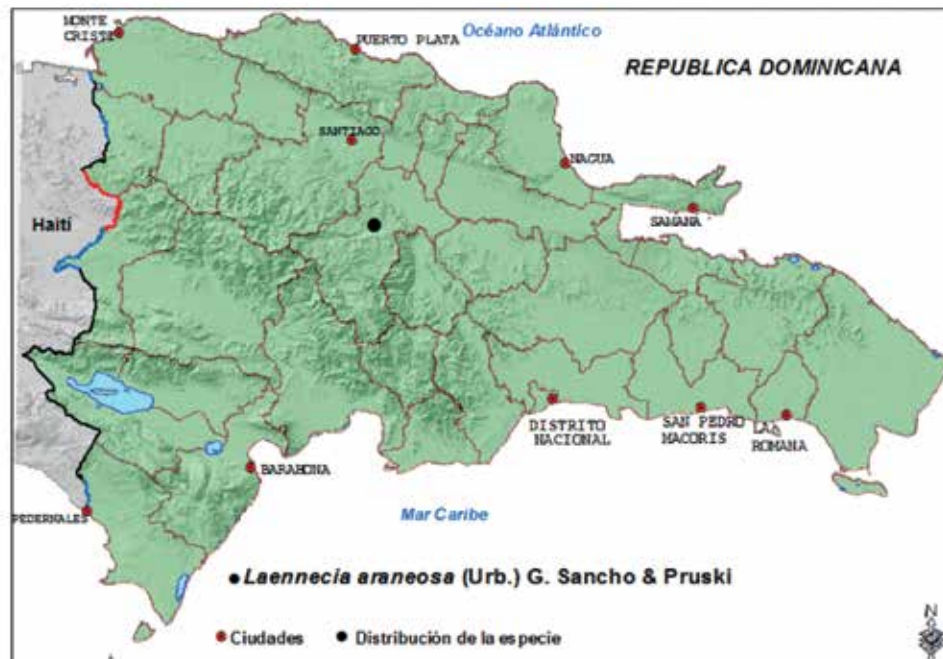 MONTE
CRISTI
PUERTO PLATA
Océano Atlántico
REPUBLICA DOMINICANA
SANTIAGO
NAGUA
SAMANA
Haití
DISTRITO
NACIONAL
SAN PEDRO
MACORIS
LA
ROMANA
BARAHONA
PEDERNALES
Mar Caribe
Laennecia araneosa (Urb.) G. Sancho & Pruski
Ciudades
Distribución de la especie
N